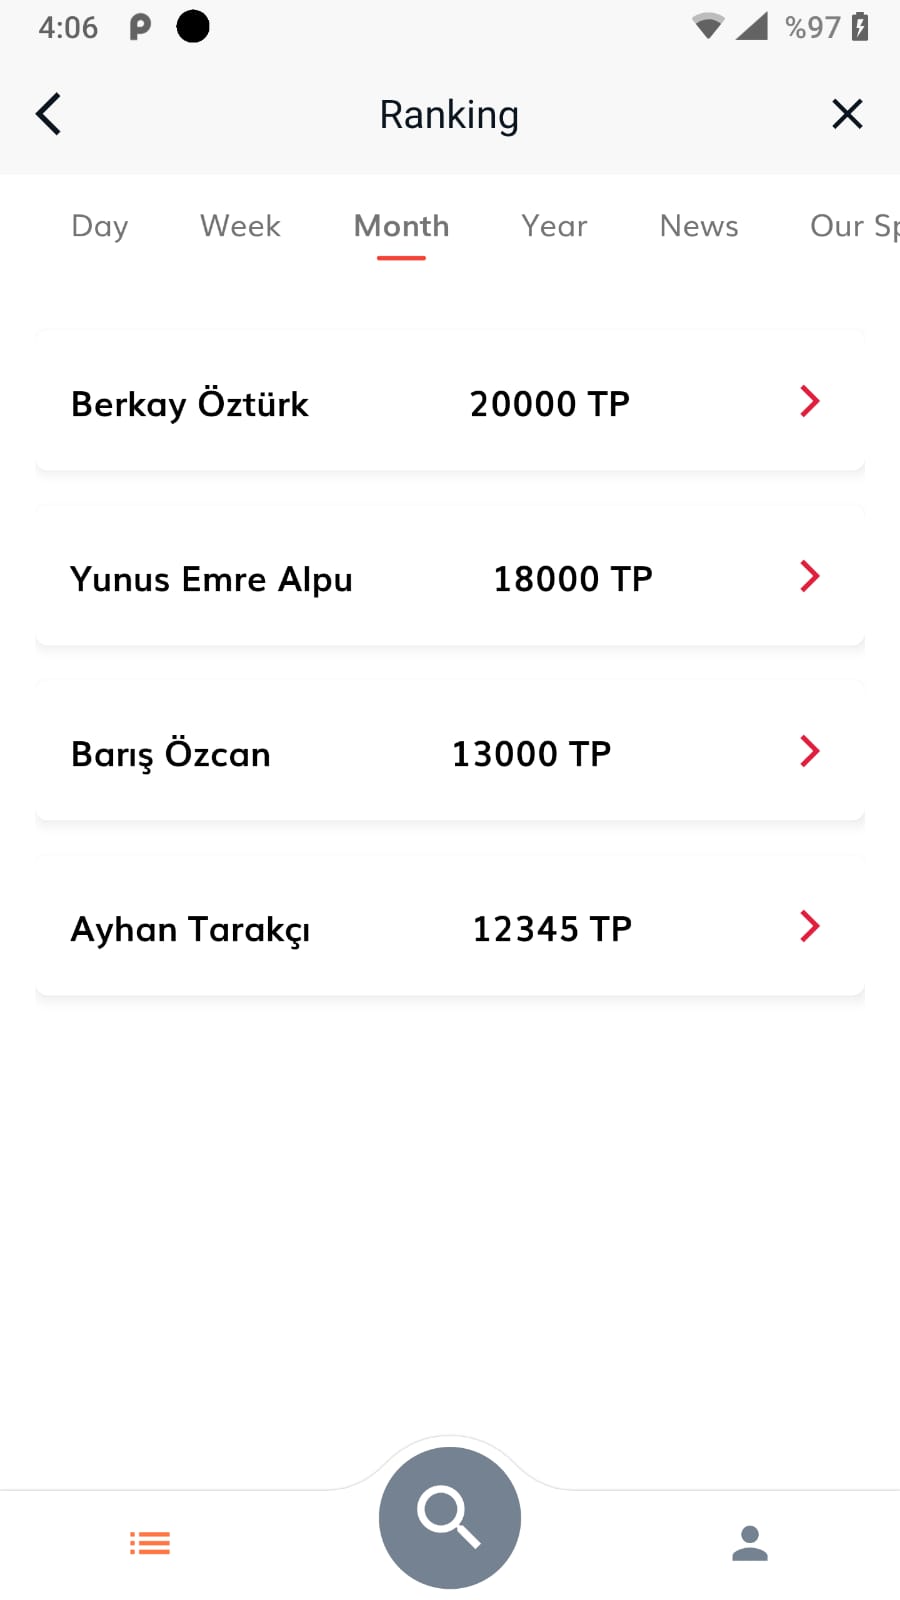 4:06 %97
Ranking
Day Week Month Year News Our Sp
Berkay Öztürk 20000 TP
Yunus Emre Alpu 18000 TP
Barış Özcan 13000 TP
Ayhan Tarakçı 12345 TP